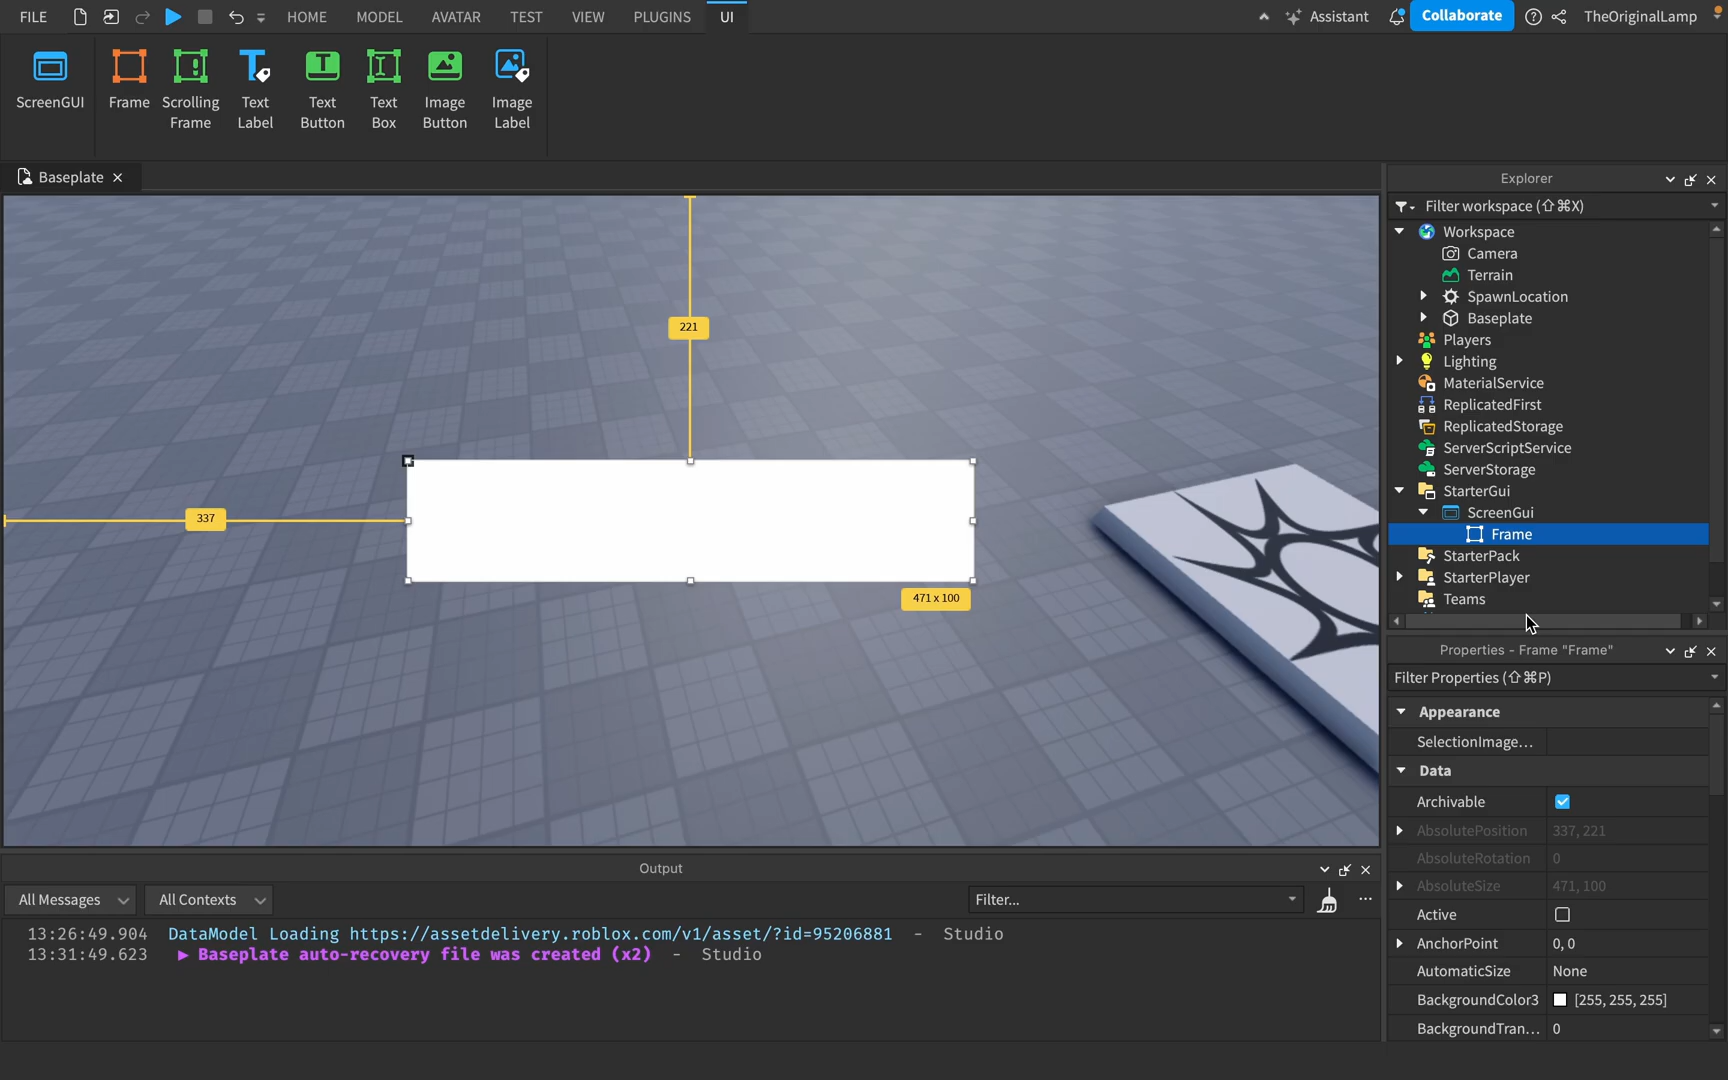 FILE HOME MODEL AVATAR TEST VIEW PLUGINS UI Assistant Collaborate TheOriginalLamp
ScreenGUI Frame Scrolling Frame Text Label Text Button Text Box Image Button Image Label
Baseplate
221
337
471 x 100
Explorer
Filter workspace (⇧⌘X)
Workspace
Camera
Terrain
SpawnLocation
Baseplate
Players
Lighting
MaterialService
ReplicatedFirst
ReplicatedStorage
ServerScriptService
ServerStorage
StarterGui
ScreenGui
Frame
StarterPack
StarterPlayer
Teams
Properties - Frame "Frame"
Filter Properties (⇧⌘P)
Appearance
SelectionImage...
Data
Archivable
AbsolutePosition 337, 221
AbsoluteRotation 0
AbsoluteSize 471, 100
Active
AnchorPoint 0, 0
AutomaticSize None
BackgroundColor3 [255, 255, 255]
BackgroundTran... 0
Output
All Messages All Contexts Filter...
13:26:49.904 DataModel Loading https://assetdelivery.roblox.com/v1/asset/?id=95206881 - Studio
13:31:49.623 ▶ Baseplate auto-recovery file was created (x2) - Studio